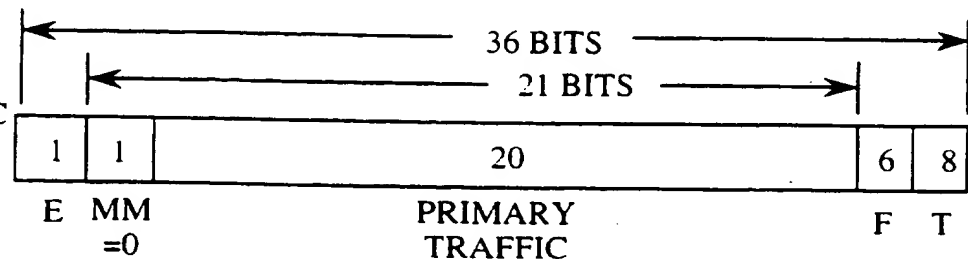 36 BITS
21 BITS
C
1 1 20 6 8
E MM =0 PRIMARY TRAFFIC F T